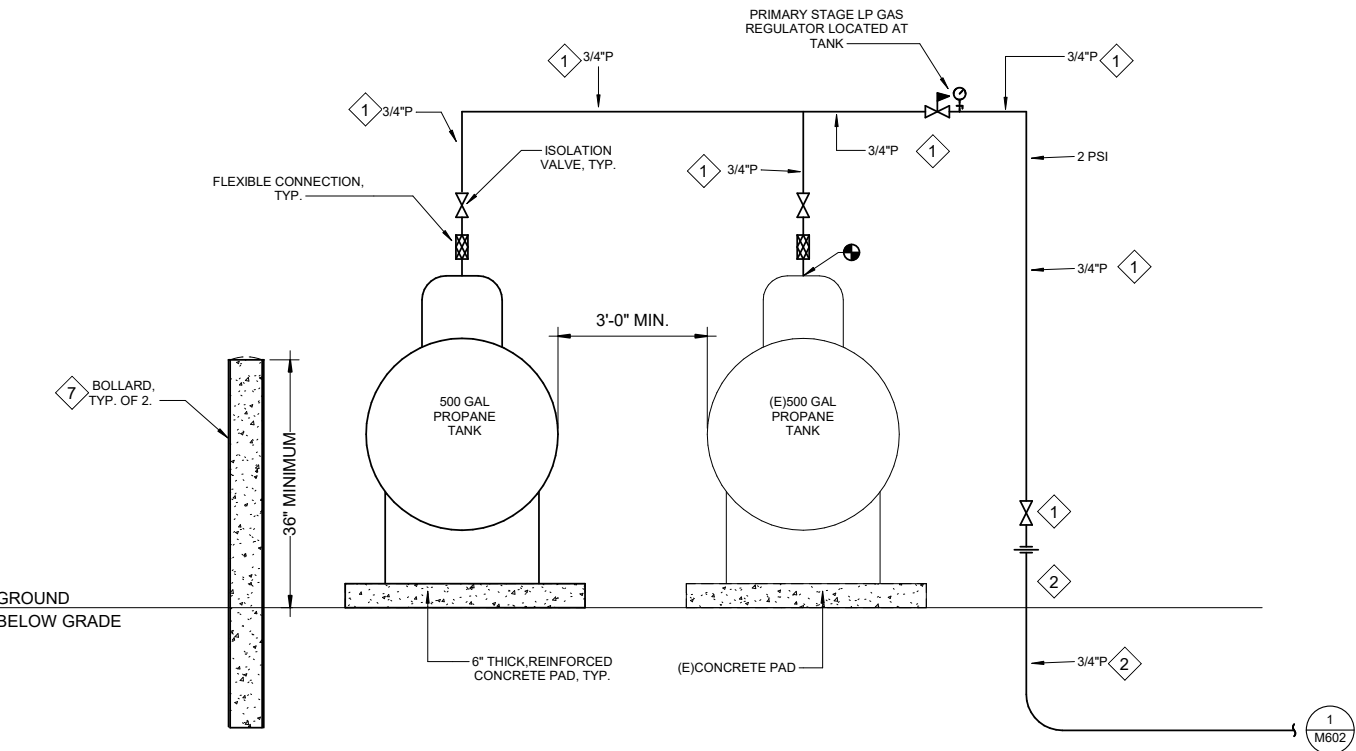 PRIMARY STAGE LP GAS
REGULATOR LOCATED AT
TANK
1 3/4"P
3/4"P 1
1 3/4"P
ISOLATION
VALVE, TYP.
1 3/4"P
3/4"P 1
2 PSI
FLEXIBLE CONNECTION,
TYP.
3/4"P 1
3'-0" MIN.
7 BOLLARD,
TYP. OF 2.
36" MINIMUM
500 GAL
PROPANE
TANK
(E)500 GAL
PROPANE
TANK
1
2
GROUND
BELOW GRADE
6" THICK,REINFORCED
CONCRETE PAD, TYP.
(E)CONCRETE PAD
3/4"P 2
1
M602